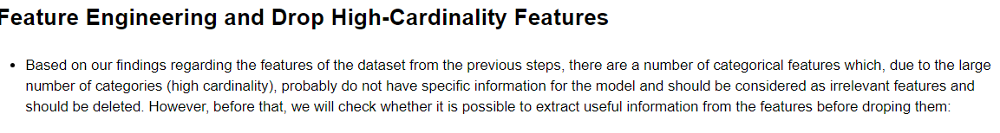 Feature Engineering and Drop High-Cardinality Features
• Based on our findings regarding the features of the dataset from the previous steps, there are a number of categorical features which, due to the large
number of categories (high cardinality), probably do not have specific information for the model and should be considered as irrelevant features and
should be deleted. However, before that, we will check whether it is possible to extract useful information from the features before droping them: